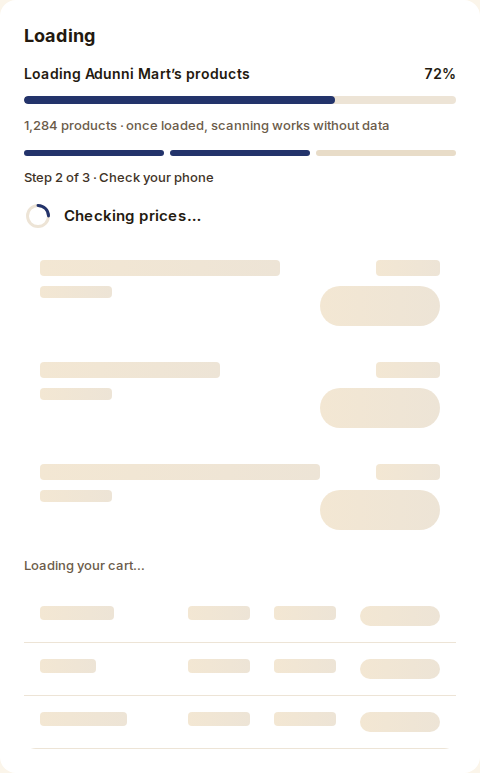 Loading
Loading Adunni Mart’s products 72%
1,284 products · once loaded, scanning works without data
Step 2 of 3 · Check your phone
Checking prices…
Loading your cart…